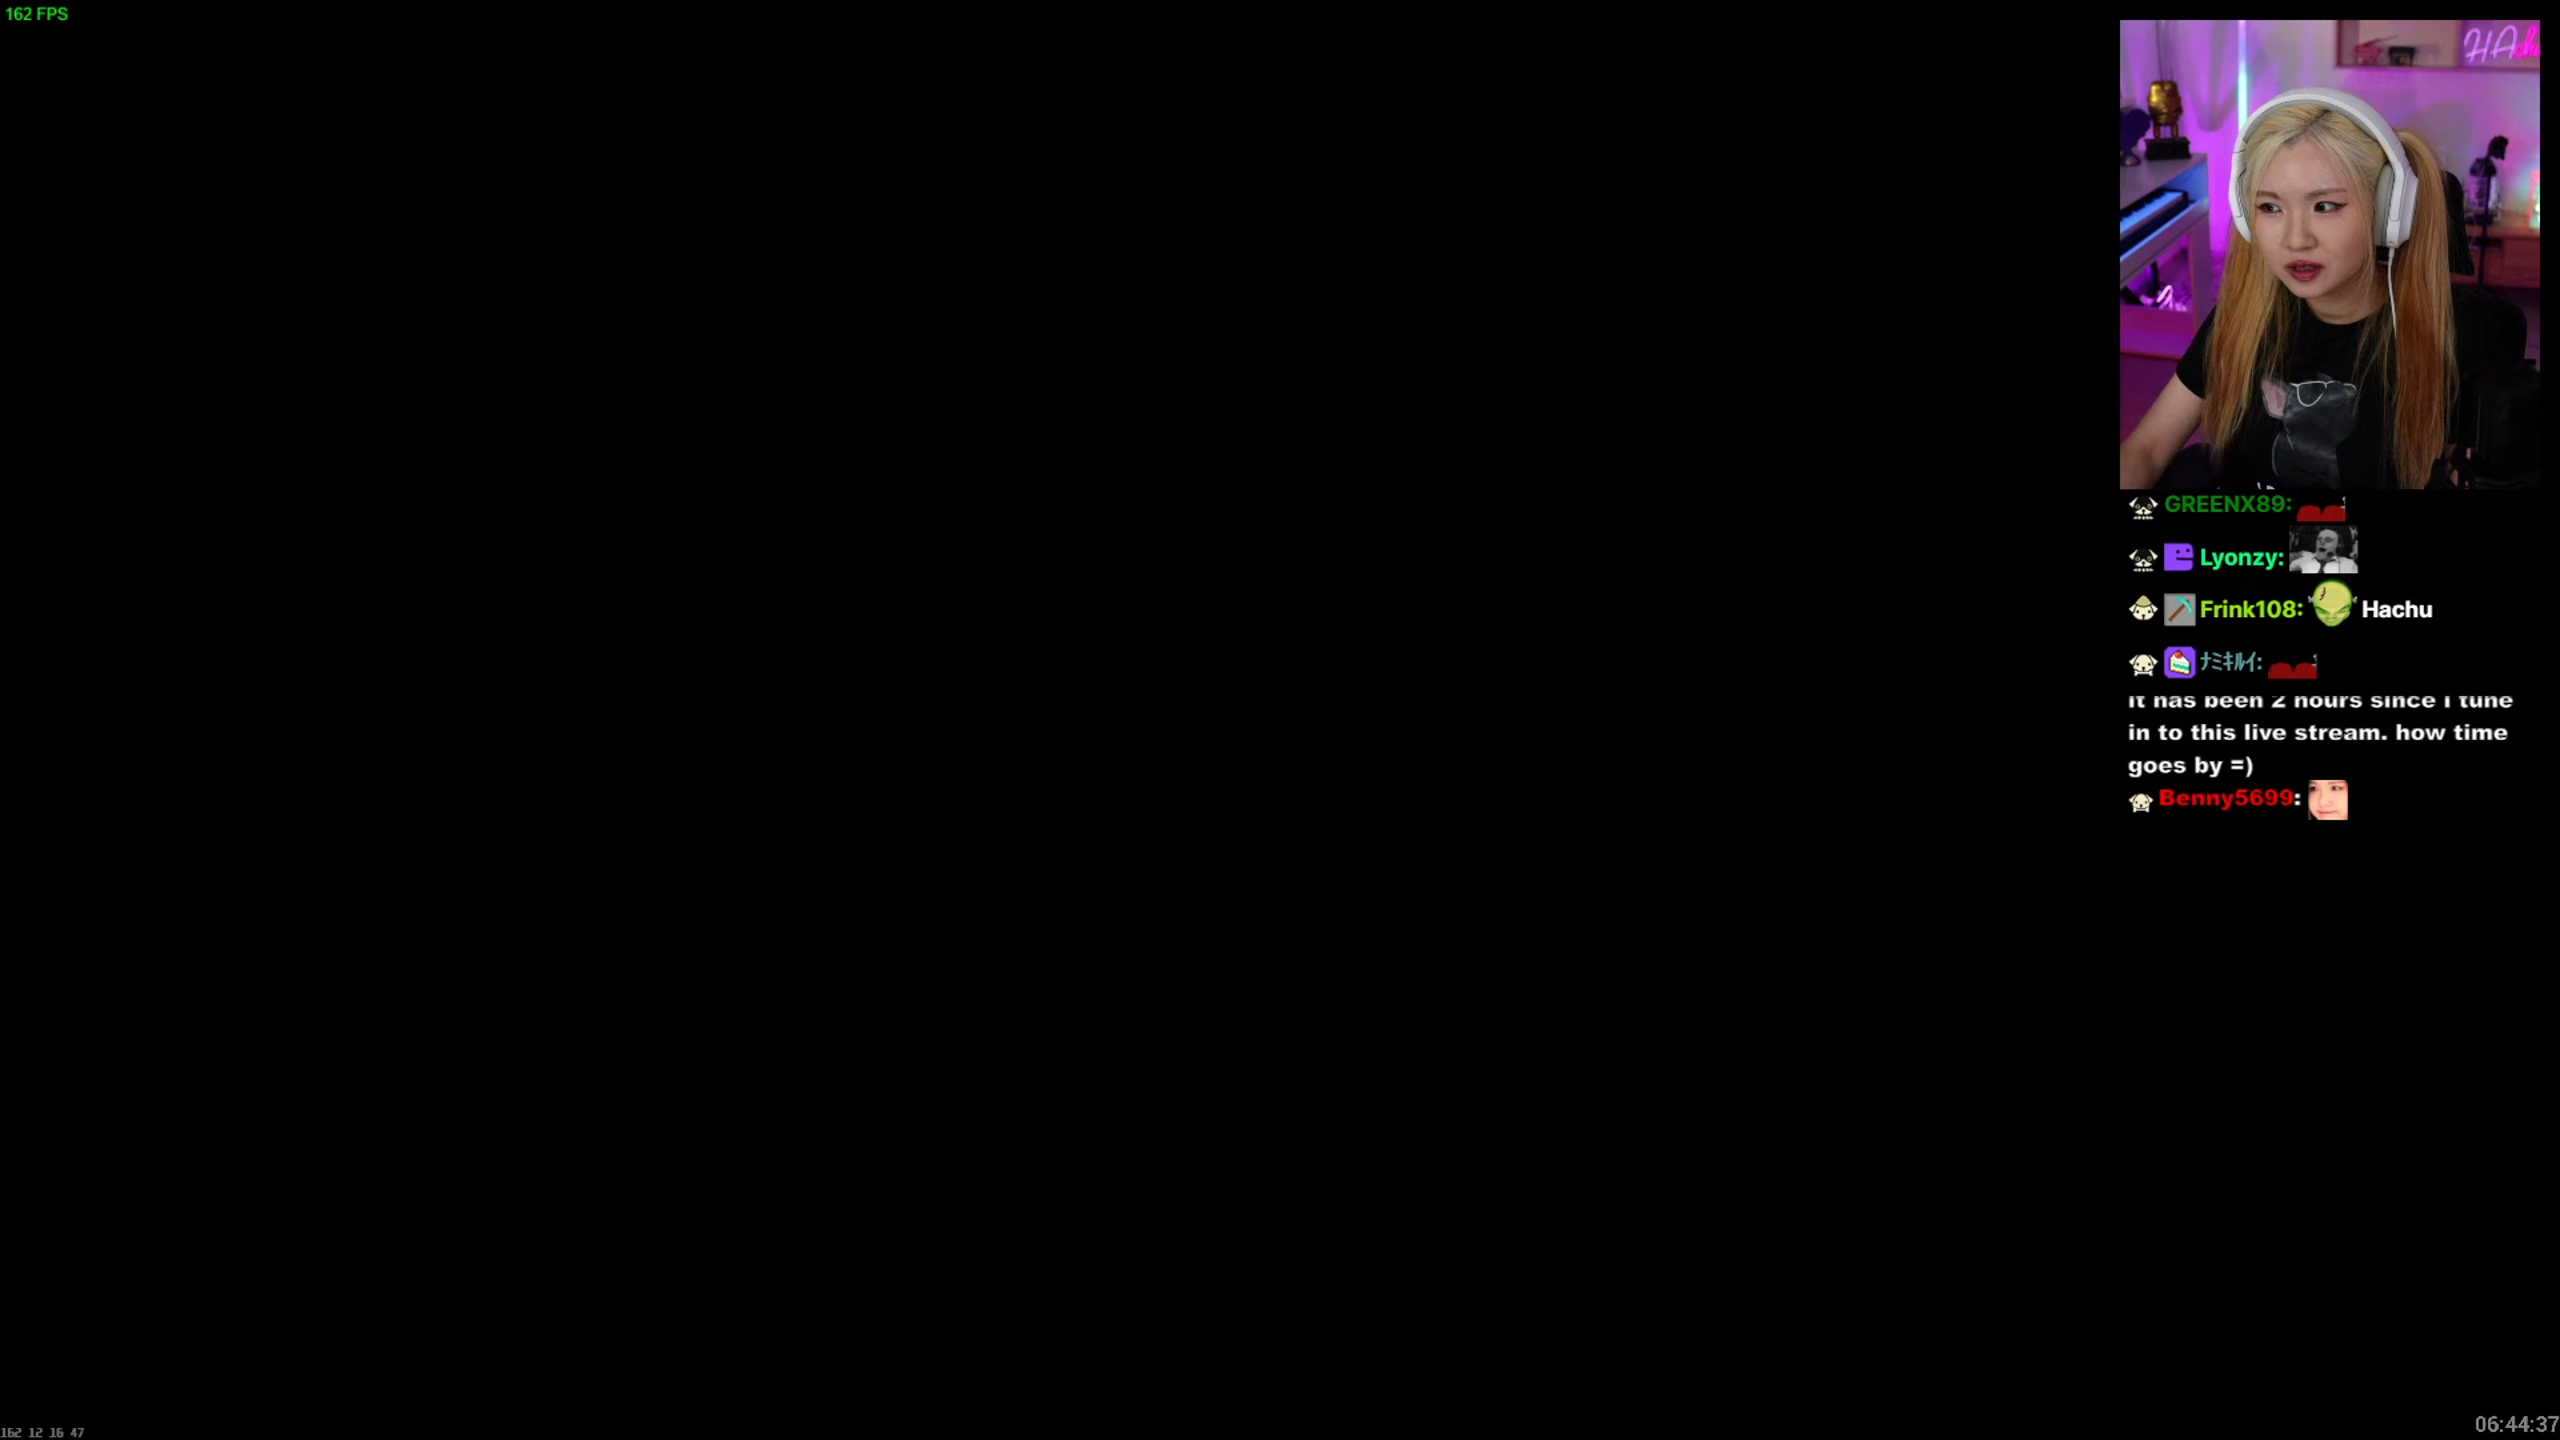 162 FPS
HAch
GREENX89:
Lyonzy:
Frink108: Hachu
ナミキルイ:
it has been 2 hours since i tune
in to this live stream. how time
goes by =)
Benny5699:
162 12 16 47
06:44:37